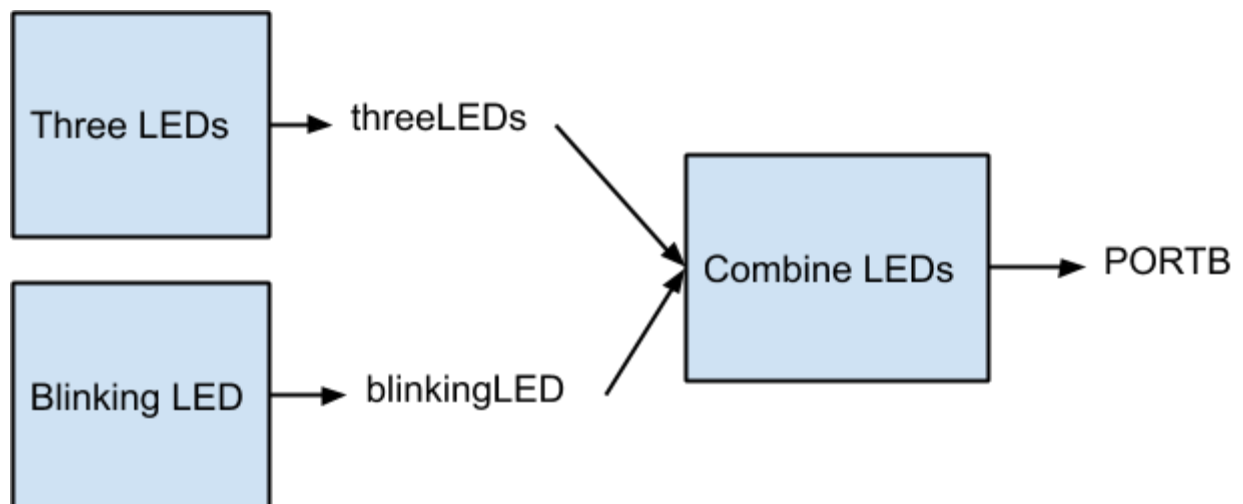 Three LEDs
threeLEDs
Combine LEDs
PORTB
Blinking LED
blinkingLED